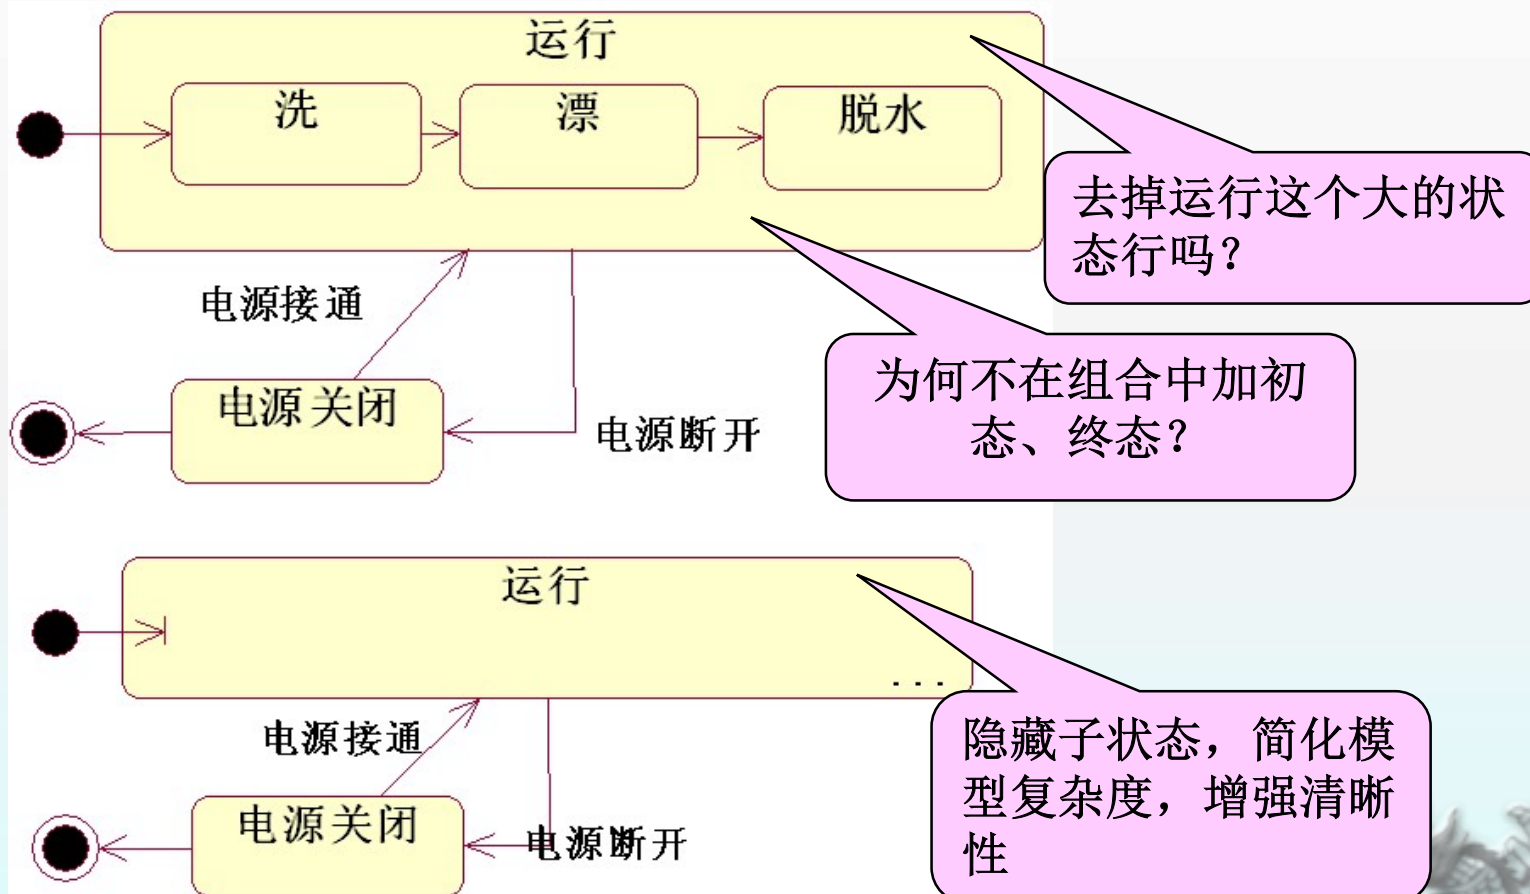 运行
洗
漂
脱水
去掉运行这个大的状
态行吗？
电源接通
为何不在组合中加初
态、终态？
电源关闭
电源断开
运行
...
电源接通
隐藏子状态，简化模
型复杂度，增强清晰
性
电源关闭
电源断开